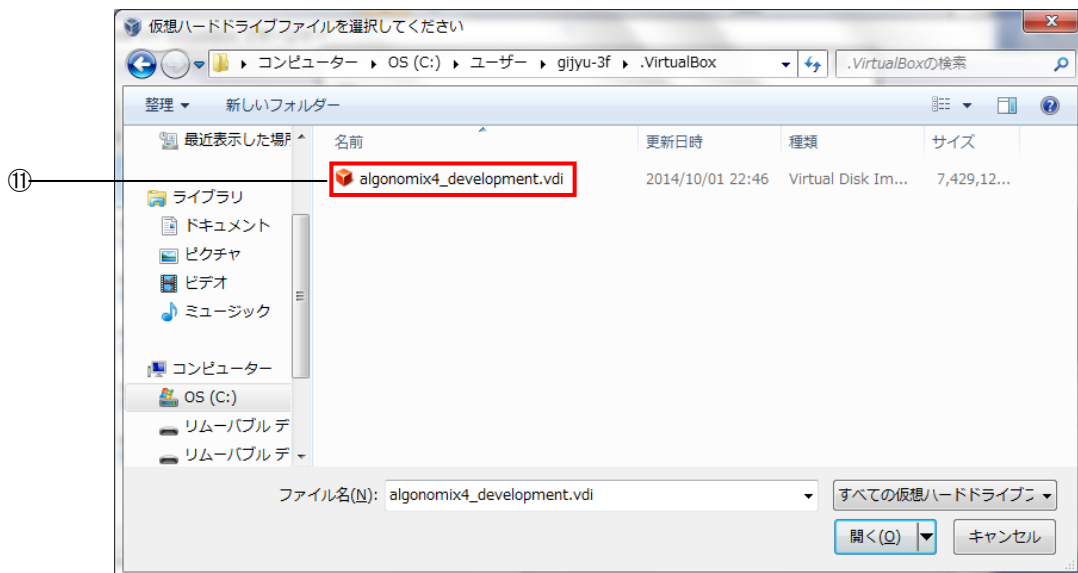 仮想ハードドライブファイルを選択してください
コンピューター ▸ OS (C:) ▸ ユーザー ▸ gijyu-3f ▸ .VirtualBox
.VirtualBoxの検索
整理 新しいフォルダー
最近表示した場所
名前 更新日時 種類 サイズ
⑪
algonomix4_development.vdi 2014/10/01 22:46 Virtual Disk Im... 7,429,12...
ライブラリ
ドキュメント
ピクチャ
ビデオ
ミュージック
コンピューター
OS (C:)
リムーバブル デ
リムーバブル デ
ファイル名(N): algonomix4_development.vdi
すべての仮想ハードドライブフ
開く(O) キャンセル